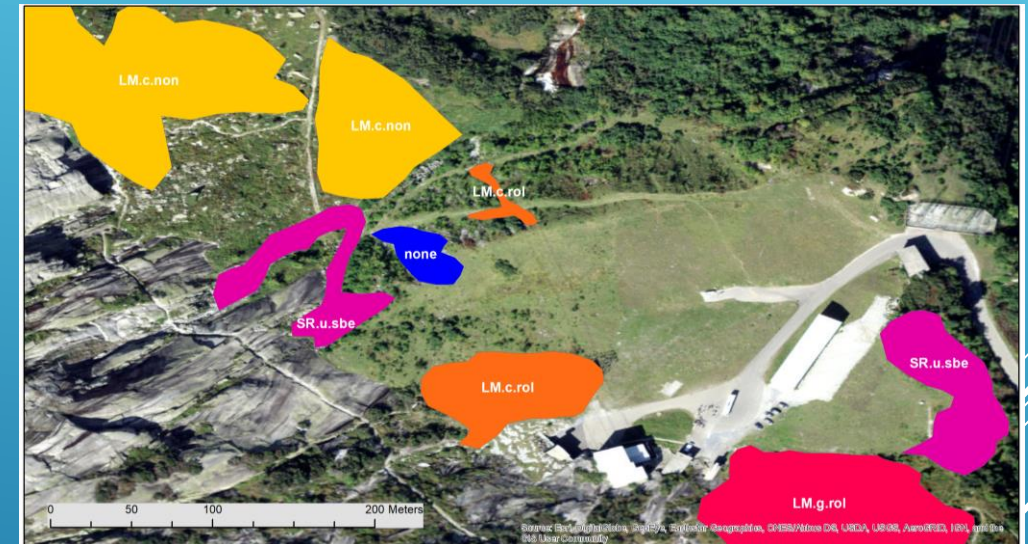 LM.c.non
LM.c.non
LM.c.rol
none
SR.u.sbe
SR.u.sbe
LM.c.rol
LM.g.rol
0 50 100 200 Meters
Source: Esri, DigitalGlobe, GeoEye, Earthstar Geographics, CNES/Airbus DS, USDA, USGS, AeroGRID, IGN, and the
GIS User Community